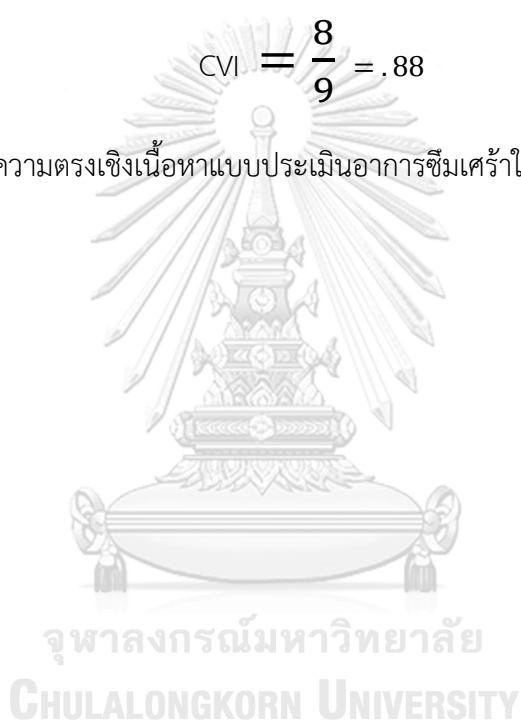 CVI = 8/9 = .88
ความตรงเชิงเนื้อหาแบบประเมินอาการซึมเศร้าใ
จุฬาลงกรณ์มหาวิทยาลัย
CHULALONGKORN UNIVERSITY